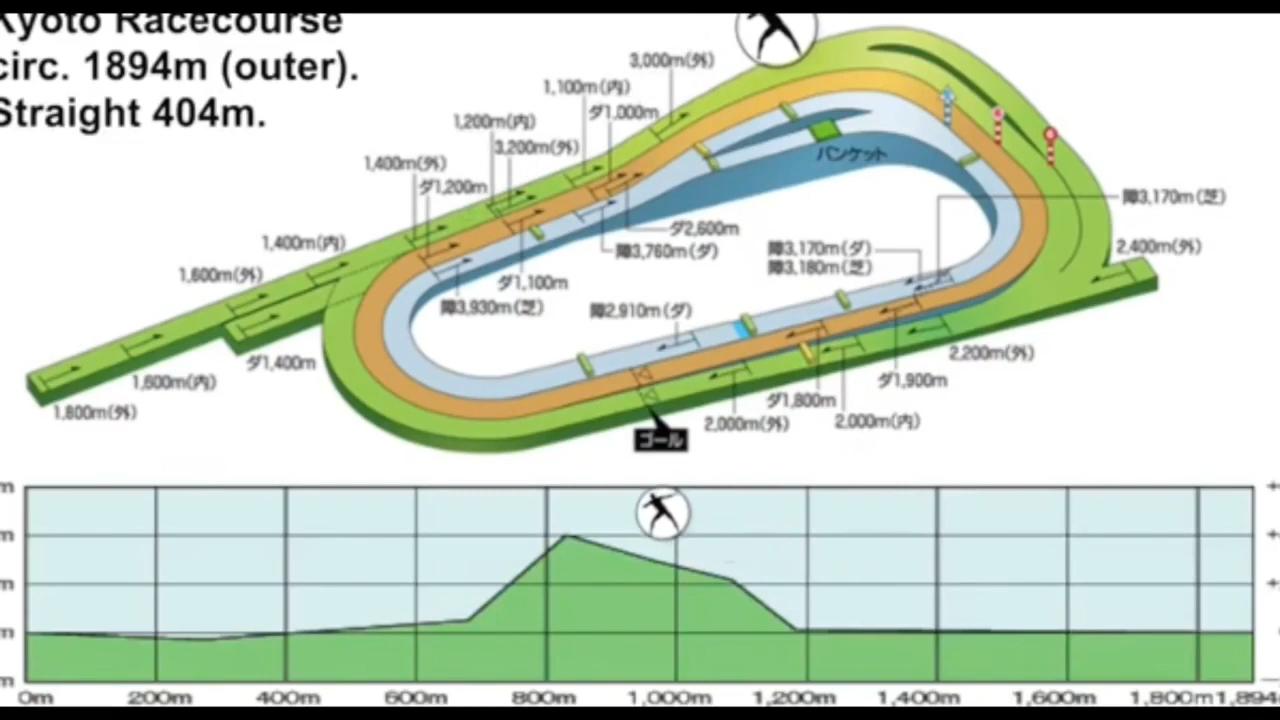 Kyoto Racecourse
circ. 1894m (outer).
Straight 404m.
3,000m(外)
1,100m(内)
ダ1,000m
1,200m(内)
3,200m(外)
1,400m(外)
ダ1,200m
バンケット
障3,170m(芝)
ダ2,600m
1,400m(内)
障3,760m(ダ)
障3,170m(ダ)
障3,180m(芝)
2,400m(外)
1,600m(外)
ダ1,100m
障3,930m(芝)
障2,910m(ダ)
2,200m(外)
ダ1,400m
1,600m(内)
ダ1,900m
ダ1,800m
1,800m(外)
2,000m(外)
2,000m(内)
ゴール
m
m
m
m
m
0m 200m 400m 600m 800m 1,000m 1,200m 1,400m 1,600m 1,800m 1,894